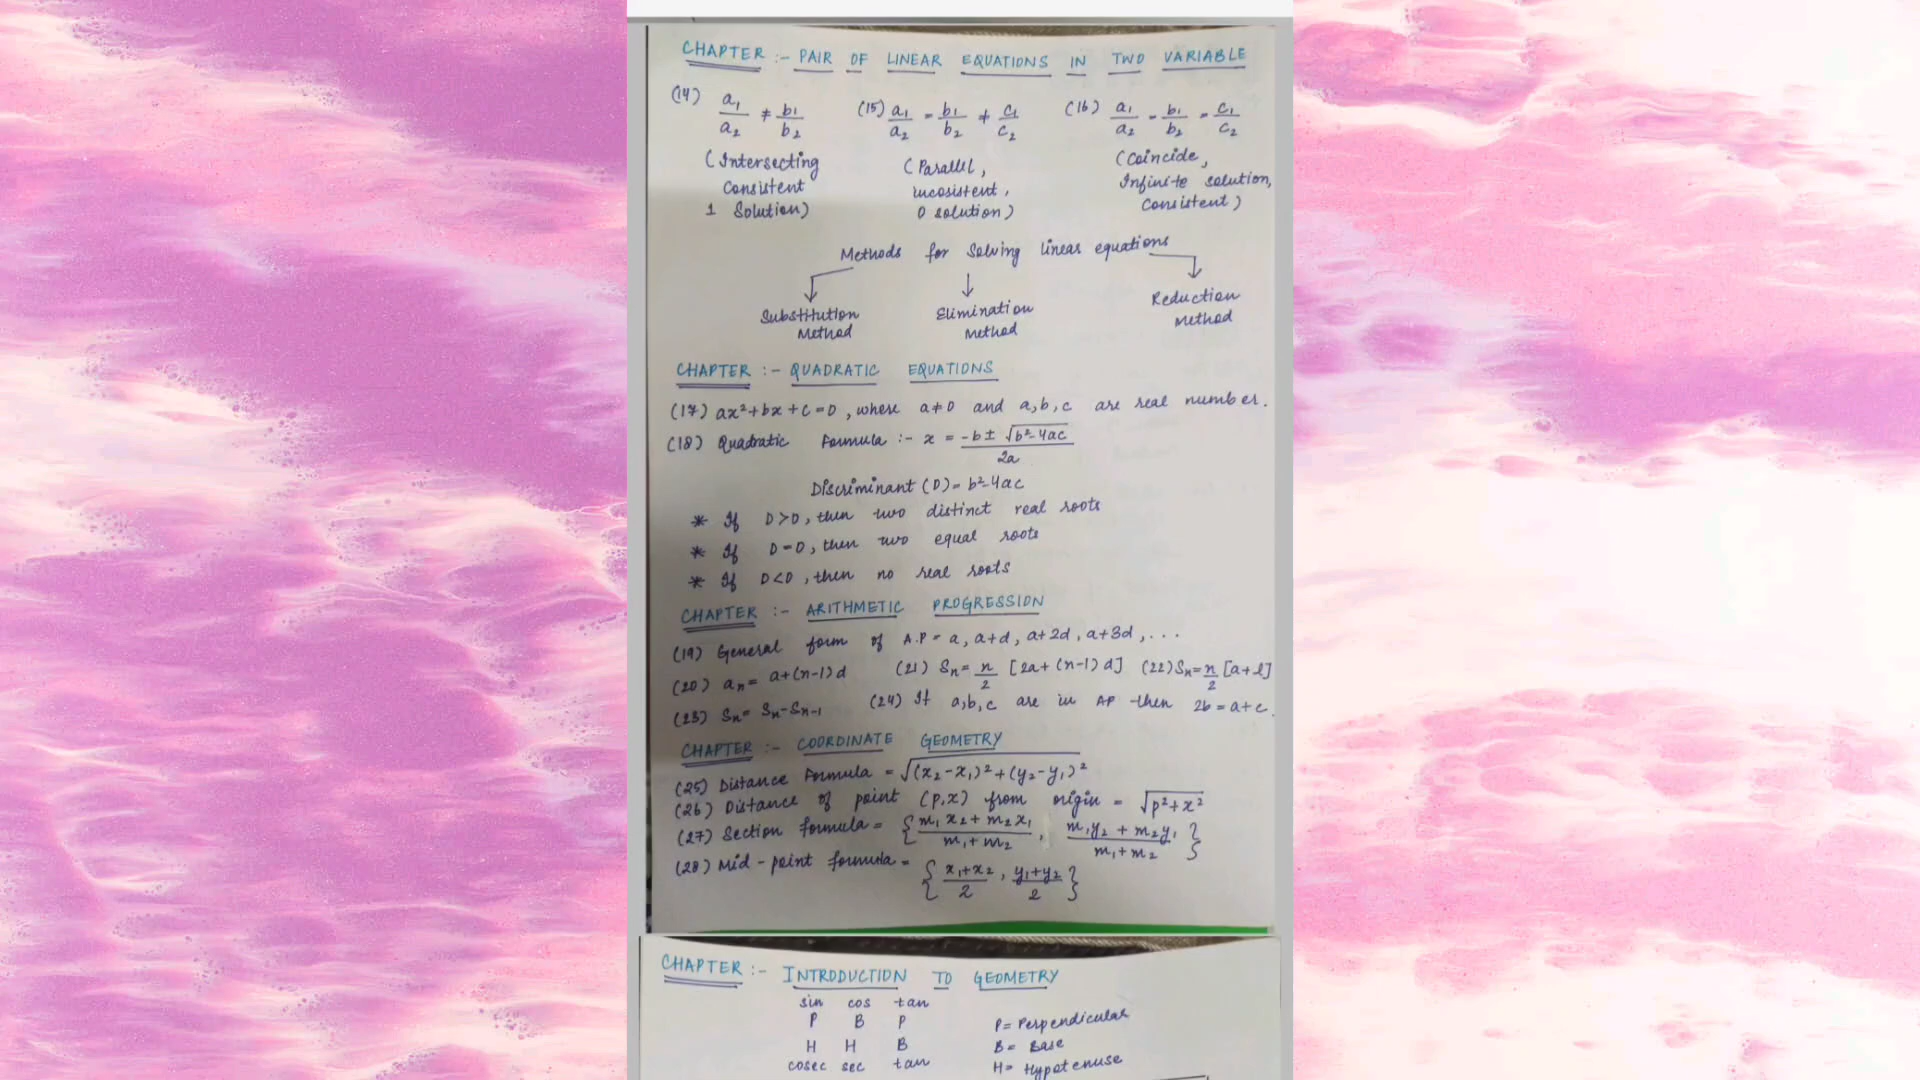 CHAPTER :- PAIR OF LINEAR EQUATIONS IN TWO VARIABLE
(14) a₁/a₂ ≠ b₁/b₂ (15) a₁/a₂ = b₁/b₂ ≠ c₁/c₂ (16) a₁/a₂ = b₁/b₂ = c₁/c₂
(Intersecting (Parallel, (Coincide,
Consistent incosistent, Infinite solution,
1 Solution) 0 solution) Consistent)
Methods for Solving linear equations
Substitution Elimination Reduction
Method Method Method
CHAPTER :- QUADRATIC EQUATIONS
(17) ax²+bx+c=0, where a≠0 and a,b,c are real number.
(18) Quadratic Formula :- x = -b± √b²-4ac / 2a
Discriminant (D)= b²-4ac
* If D>0, then two distinct real roots
* If D=0, then two equal roots
* If D<0, then no real roots
CHAPTER :- ARITHMETIC PROGRESSION
(19) General form of A.P = a, a+d, a+2d, a+3d, ...
(20) aₙ= a+(n-1)d (21) Sₙ= n/2 [2a+(n-1)d] (22) Sₙ= n/2 [a+l]
(23) Sₙ= Sₙ-Sₙ₋₁ (24) If a,b,c are in AP then 2b=a+c.
CHAPTER :- COORDINATE GEOMETRY
(25) Distance Formula = √(x₂-x₁)²+(y₂-y₁)²
(26) Distance of point (p,x) from origin = √p²+x²
(27) Section formula = {m₁x₂+m₂x₁/m₁+m₂, m₁y₂+m₂y₁/m₁+m₂}
(28) Mid-point formula = {x₁+x₂/2, y₁+y₂/2}
CHAPTER :- INTRODUCTION TO GEOMETRY
sin cos tan
P B P P= Perpendicular
H H B B= Base
cosec sec tan H= Hypotenuse